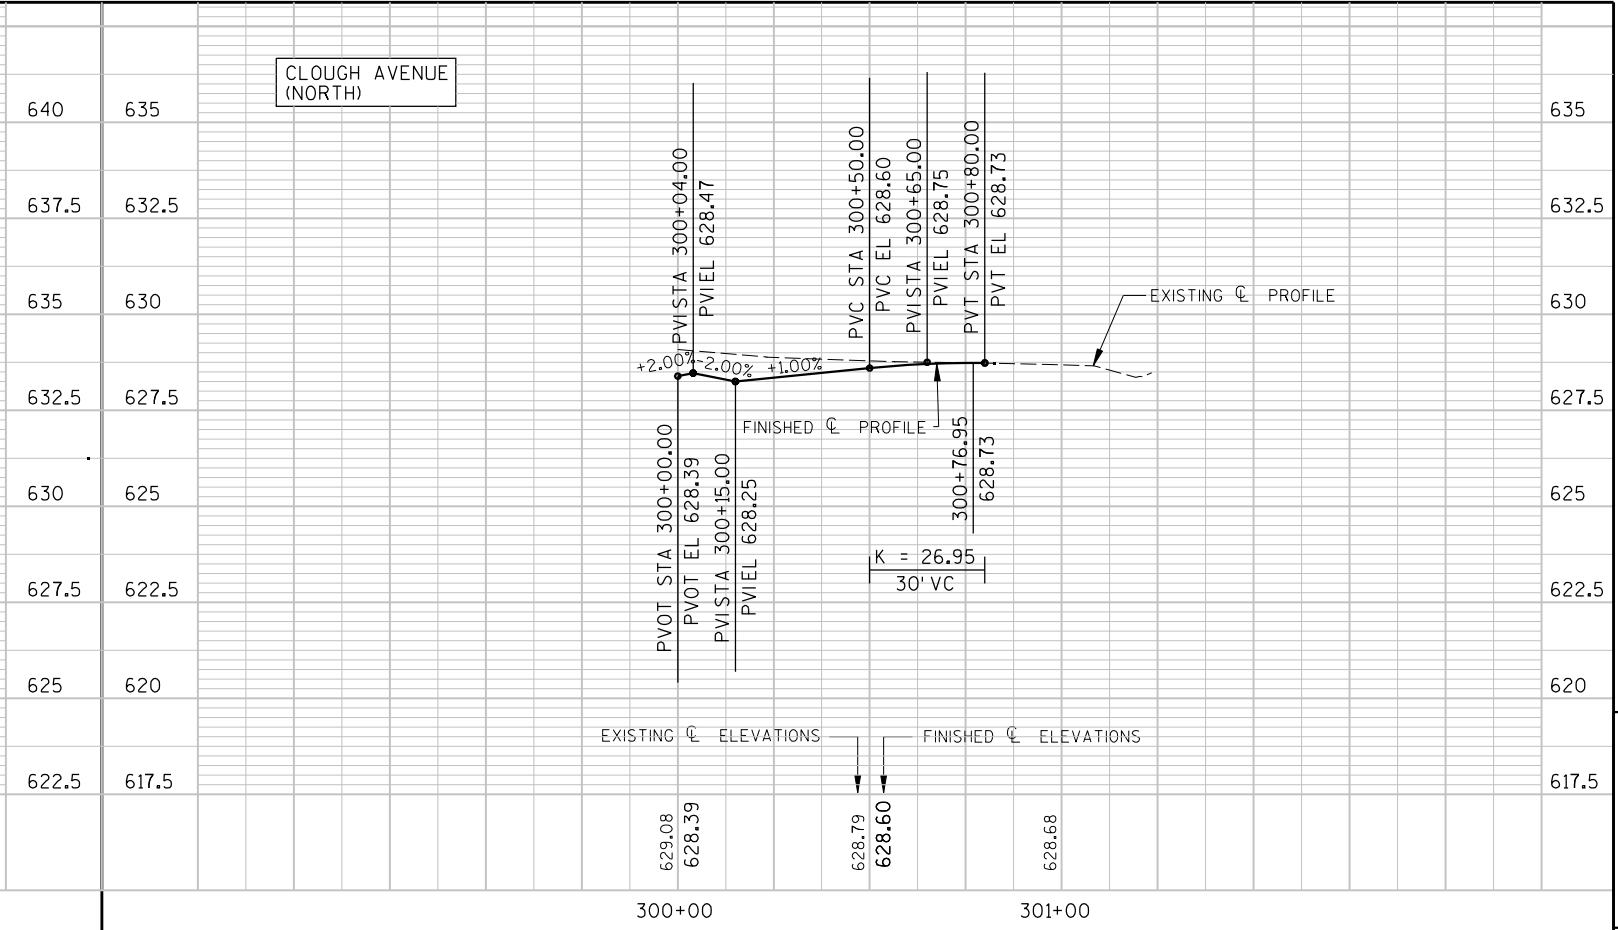 CLOUGH AVENUE
(NORTH)
640
635
635
637.5
632.5
632.5
635
630
630
632.5
627.5
627.5
630
625
625
627.5
622.5
622.5
625
620
620
622.5
617.5
617.5
PVISTA 300+04.00
PVIEL 628.47
PVC STA 300+50.00
PVC EL 628.60
PVISTA 300+65.00
PVIEL 628.75
PVT STA 300+80.00
PVT EL 628.73
EXISTING ℄ PROFILE
+2.00%
-2.00%
+1.00%
FINISHED ℄ PROFILE
PVOT STA 300+00.00
PVOT EL 628.39
PVISTA 300+15.00
PVIEL 628.25
300+76.95
628.73
K = 26.95
30' VC
EXISTING ℄ ELEVATIONS
FINISHED ℄ ELEVATIONS
629.08
628.39
628.79
628.60
628.68
300+00
301+00